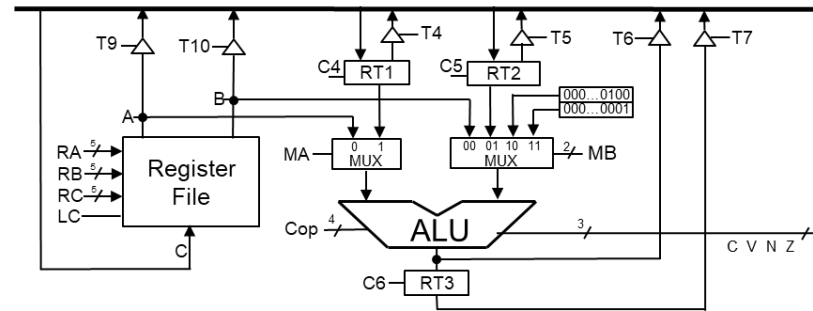 T9
T10
T4
T5
T6
T7
C4
RT1
C5
RT2
B
A
000...0100
000...0001
0 1
MUX
00 01 10 11
MUX
MA
2
MB
RA 5
RB 5
RC 5
LC
Register
File
C
Cop 4
ALU
3
C V N Z
C6
RT3